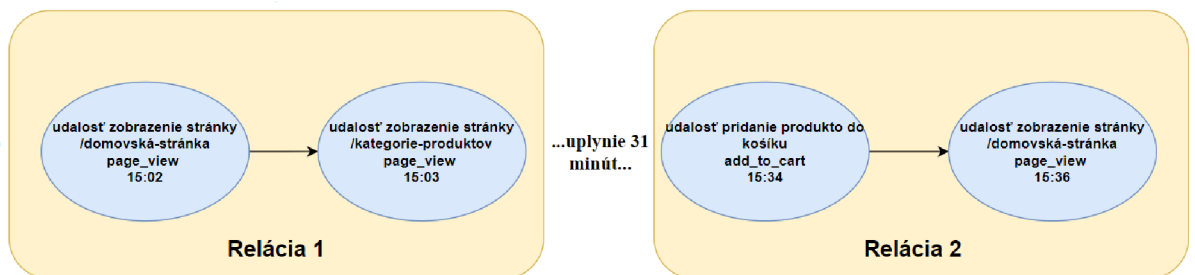 udalosť zobrazenie stránky
/domovská-stránka
page_view
15:02
udalosť zobrazenie stránky
/kategorie-produktov
page_view
15:03
Relácia 1
...uplynie 31
minút...
udalosť pridanie produkto do
košíku
add_to_cart
15:34
udalosť zobrazenie stránky
/domovská-stránka
page_view
15:36
Relácia 2